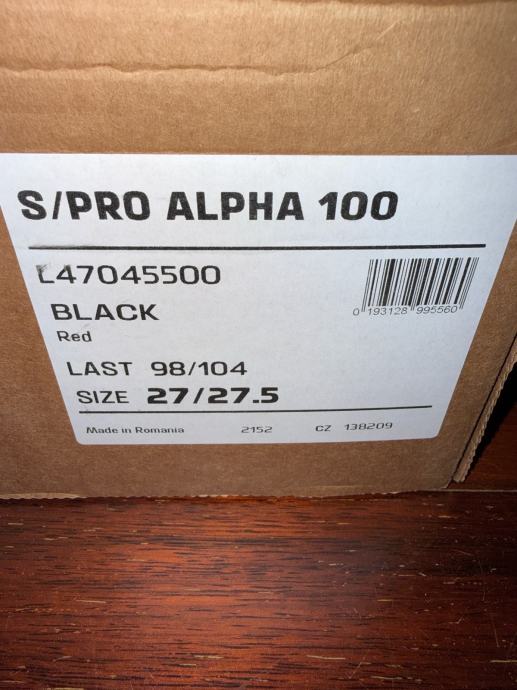 S/PRO ALPHA 100
L47045500
0 193128 995560
BLACK
Red
LAST 98/104
SIZE 27/27.5
Made in Romania 2152 CZ 138209